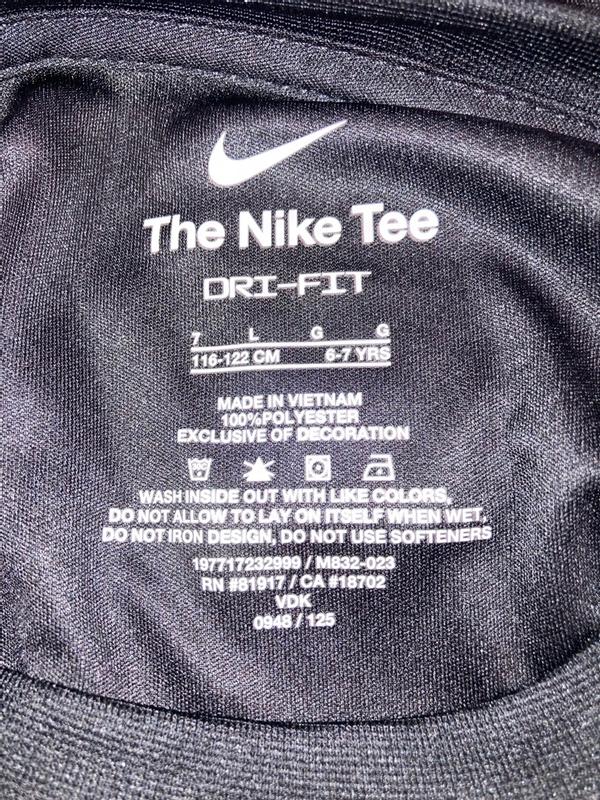 The Nike Tee
DRI-FIT
7 L G G
116-122 CM 6-7 YRS
MADE IN VIETNAM
100%POLYESTER
EXCLUSIVE OF DECORATION
30C
WASH INSIDE OUT WITH LIKE COLORS,
DO NOT ALLOW TO LAY ON ITSELF WHEN WET,
DO NOT IRON DESIGN, DO NOT USE SOFTENERS
197717232999 / M832-023
RN #81917 / CA #18702
VDK
0948 / 125